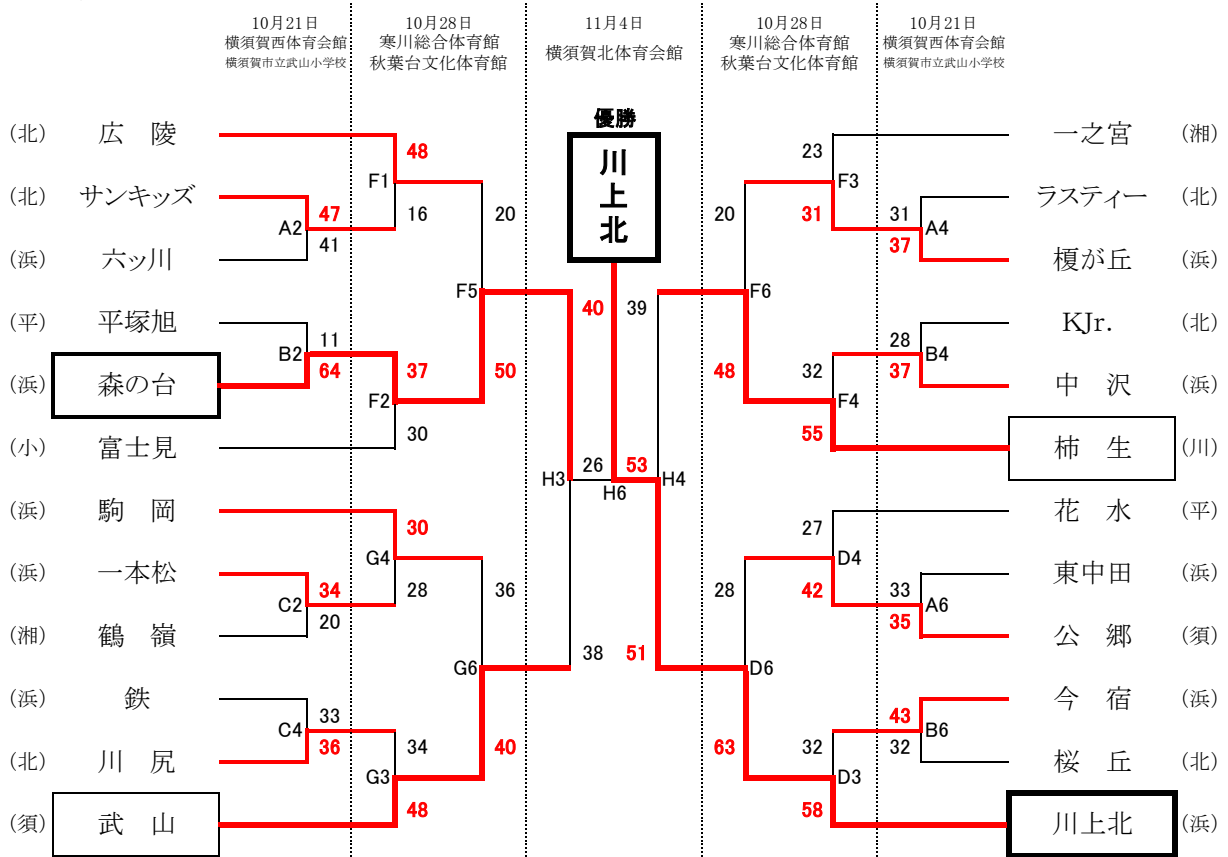 10月21日
横須賀西体育会館
横須賀市立武山小学校
10月28日
寒川総合体育館
秋葉台文化体育館
11月4日
横須賀北体育会館
10月28日
寒川総合体育館
秋葉台文化体育館
10月21日
横須賀西体育会館
横須賀市立武山小学校
優勝
川上北
(北) 広 陵 48 23 一之宮 (湘)
F1 F3
(北) サンキッズ 47 16 20 20 31 31 ラスティー (北)
A2 A4
(浜) 六ッ川 41 37 榎が丘 (浜)
F5 40 39 F6
(平) 平塚旭 11 28 KJr. (北)
B2 B4
(浜) 森の台 64 37 50 48 32 37 中 沢 (浜)
F2 F4
(小) 富士見 30 55 柿 生 (川)
H3 26 53 H4
H6
(浜) 駒 岡 30 27 花 水 (平)
G4 D4
(浜) 一本松 34 28 36 28 42 33 東中田 (浜)
C2 A6
(湘) 鶴 嶺 20 35 公 郷 (須)
G6 38 51 D6
(浜) 鉄 33 43 今 宿 (浜)
C4 B6
(北) 川 尻 36 34 40 63 32 32 桜 丘 (北)
G3 D3
(須) 武 山 48 58 川上北 (浜)